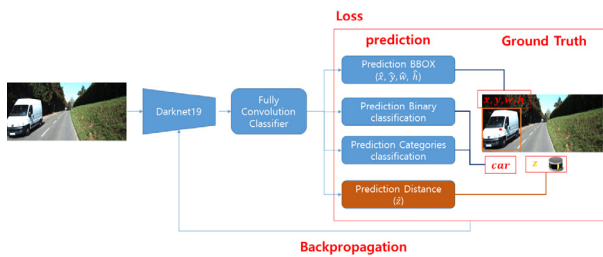 Loss
prediction
Ground Truth
Prediction BBOX
(x̂, ŷ, ŵ, ĥ)
x, y, w, h
Darknet19
Fully
Convolution
Classifier
Prediction Binary
classification
Prediction Categories
classification
car
z
Prediction Distance
(ẑ)
Backpropagation